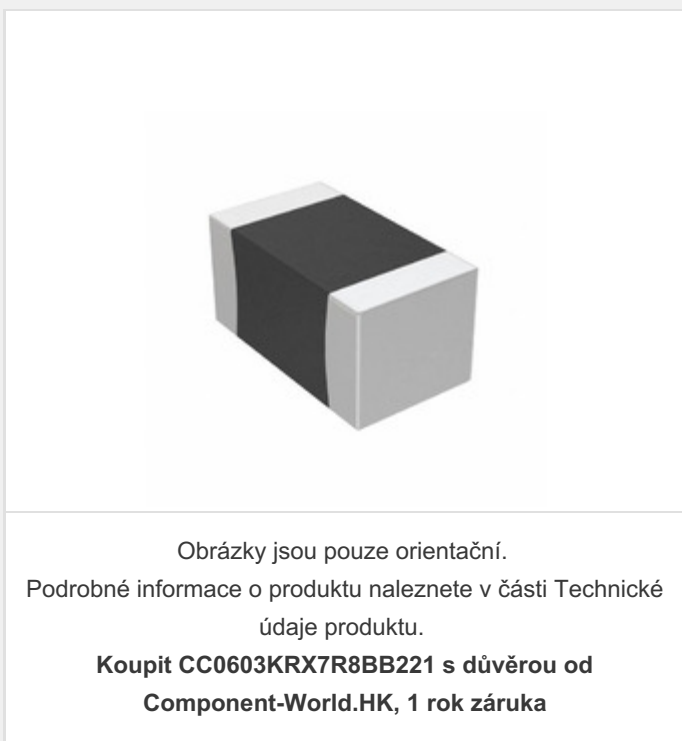 Obrázky jsou pouze orientační.
Podrobné informace o produktu naleznete v části Technické
údaje produktu.
Koupit CC0603KRX7R8BB221 s důvěrou od
Component-World.HK, 1 rok záruka